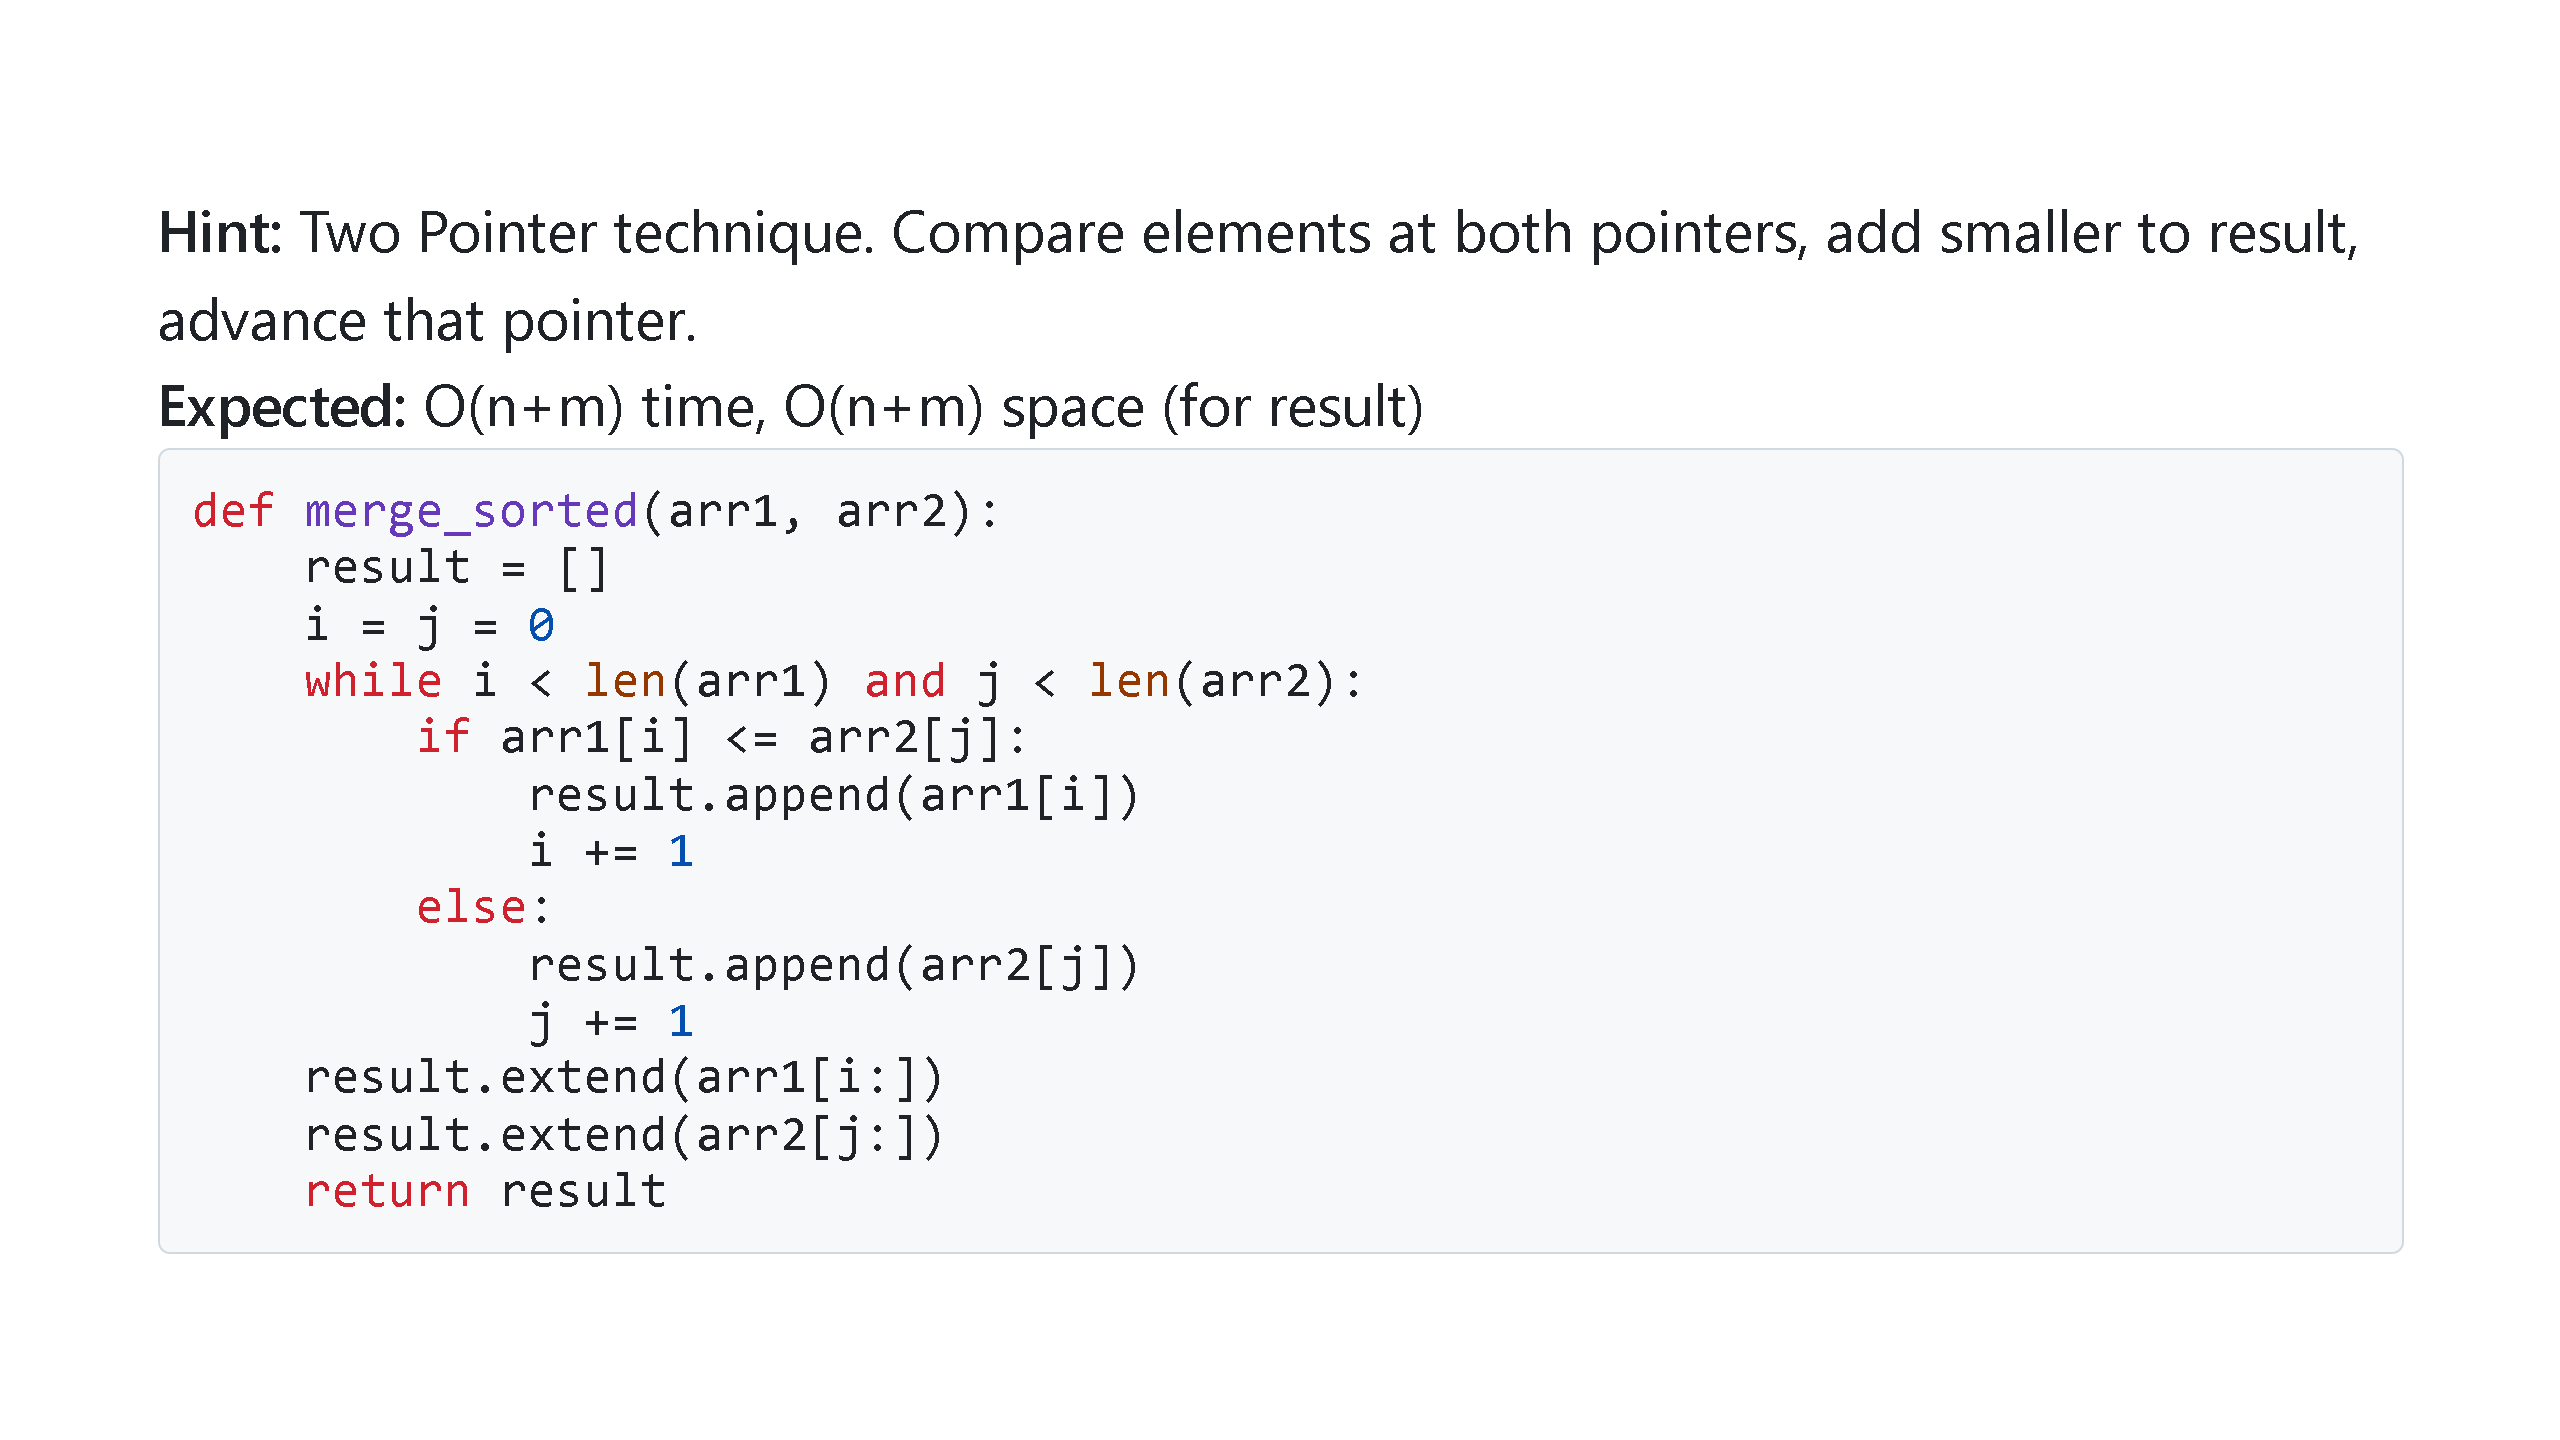 Hint: Two Pointer technique. Compare elements at both pointers, add smaller to result,
advance that pointer.
Expected: O(n+m) time, O(n+m) space (for result)
def merge_sorted(arr1, arr2):
    result = []
    i = j = 0
    while i < len(arr1) and j < len(arr2):
        if arr1[i] <= arr2[j]:
            result.append(arr1[i])
            i += 1
        else:
            result.append(arr2[j])
            j += 1
    result.extend(arr1[i:])
    result.extend(arr2[j:])
    return result